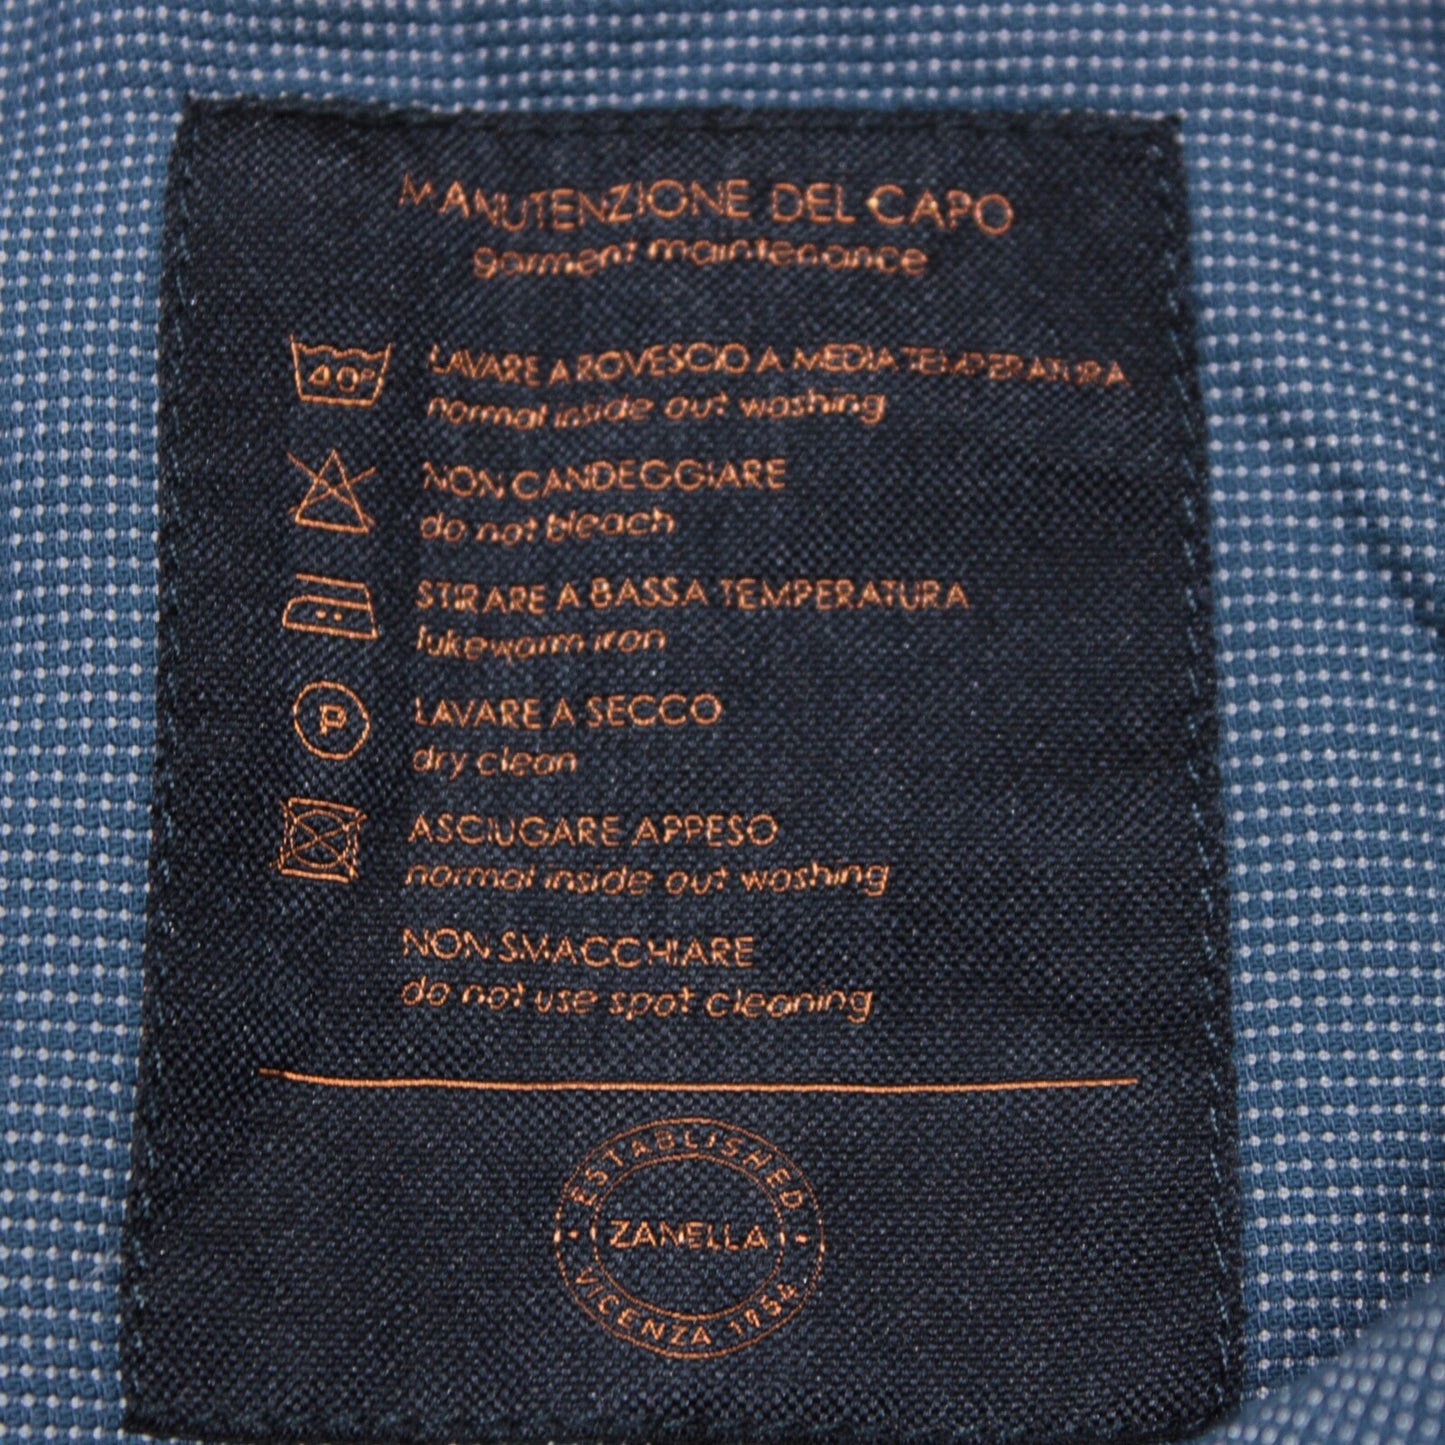 MANUTENZIONE DEL CAPO
garment maintenance
40°
LAVARE A ROVESCIO A MEDIA TEMPERATURA
normal inside out washing
NON CANDEGGIARE
do not bleach
STIRARE A BASSA TEMPERATURA
lukewarm iron
P
LAVARE A SECCO
dry clean
ASCIUGARE APPESO
normal inside out washing
NON SMACCHIARE
do not use spot cleaning
ESTABLISHED
ZANELLA
VICENZA 1954